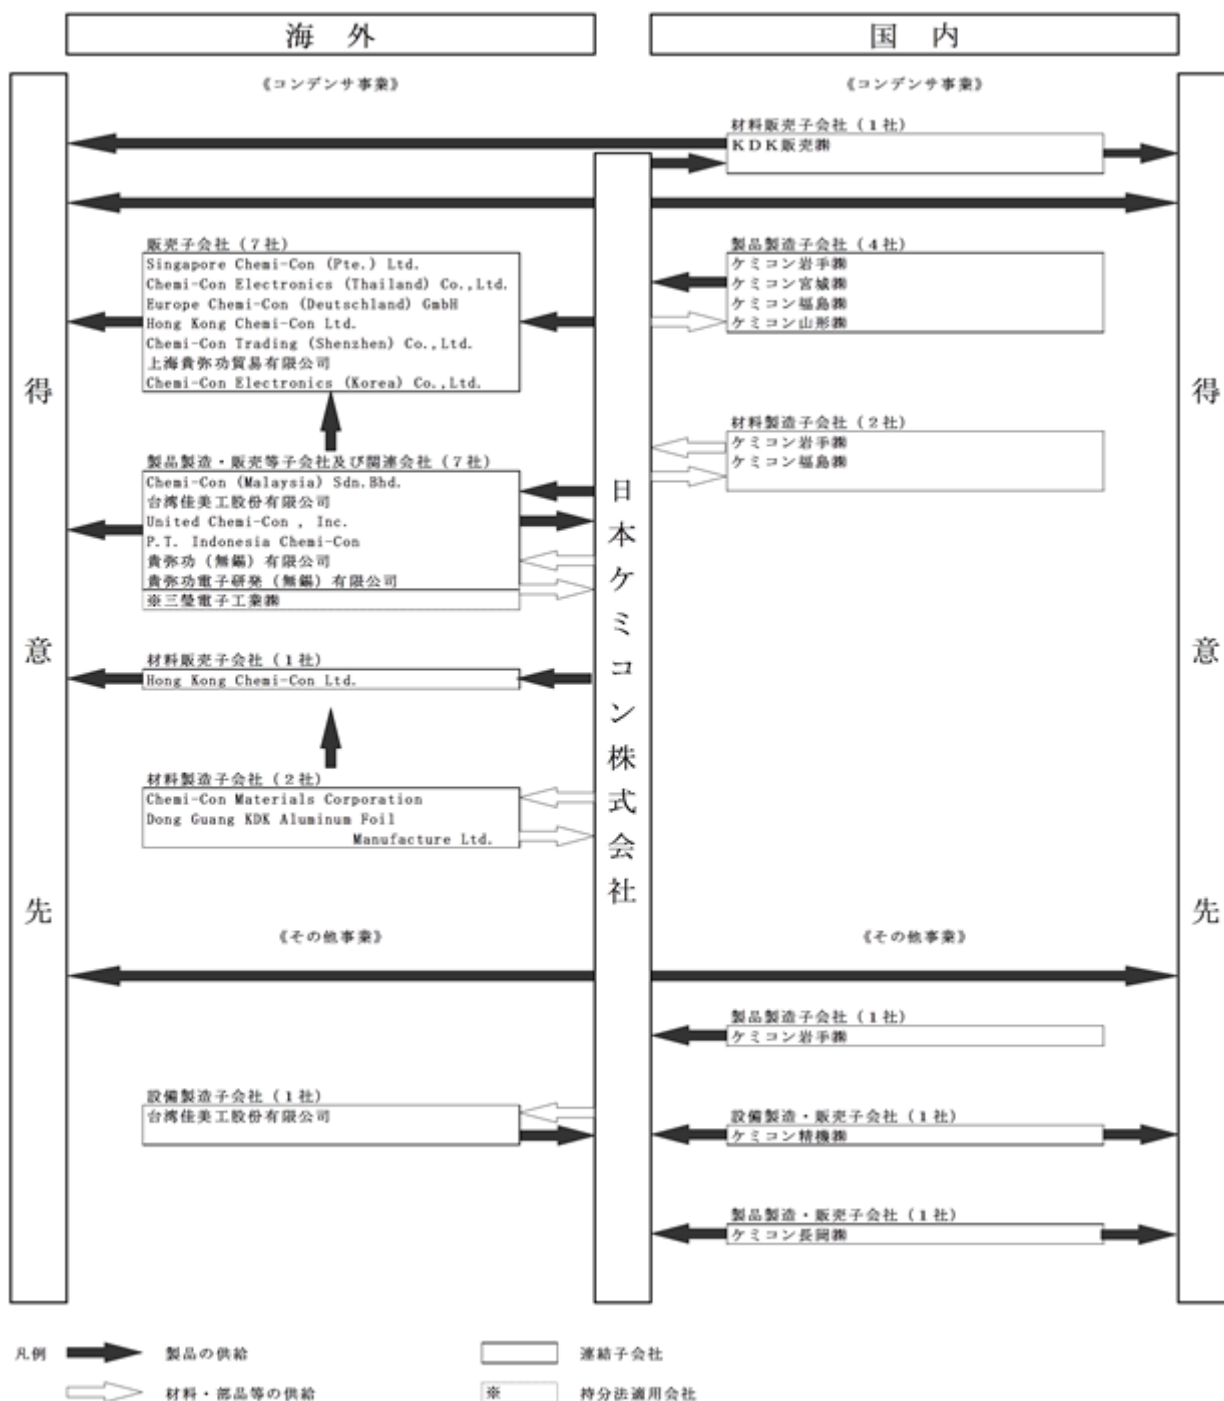 海 外
国 内
《コンデンサ事業》
《コンデンサ事業》
材料販売子会社(1社)
KDK販売㈱
販売子会社(7社)
Singapore Chemi-Con (Pte.) Ltd.
Chemi-Con Electronics (Thailand) Co.,Ltd.
Europe Chemi-Con (Deutschland) GmbH
Hong Kong Chemi-Con Ltd.
Chemi-Con Trading (Shenzhen) Co.,Ltd.
上海貴弥功貿易有限公司
Chemi-Con Electronics (Korea) Co.,Ltd.
製品製造子会社(4社)
ケミコン岩手㈱
ケミコン宮城㈱
ケミコン福島㈱
ケミコン山形㈱
材料製造子会社(2社)
ケミコン岩手㈱
ケミコン福島㈱
製品製造・販売等子会社及び関連会社(7社)
Chemi-Con (Malaysia) Sdn.Bhd.
台湾佳美工股份有限公司
United Chemi-Con , Inc.
P.T. Indonesia Chemi-Con
貴弥功(無錫)有限公司
貴弥功電子研発(無錫)有限公司
※三瑩電子工業㈱
得意先
日本ケミコン株式会社
得意先
材料販売子会社(1社)
Hong Kong Chemi-Con Ltd.
材料製造子会社(2社)
Chemi-Con Materials Corporation
Dong Guang KDK Aluminum Foil
Manufacture Ltd.
《その他事業》
《その他事業》
製品製造子会社(1社)
ケミコン岩手㈱
設備製造子会社(1社)
台湾佳美工股份有限公司
設備製造・販売子会社(1社)
ケミコン精機㈱
製品製造・販売子会社(1社)
ケミコン長岡㈱
凡例 製品の供給 連結子会社
材料・部品等の供給 ※ 持分法適用会社